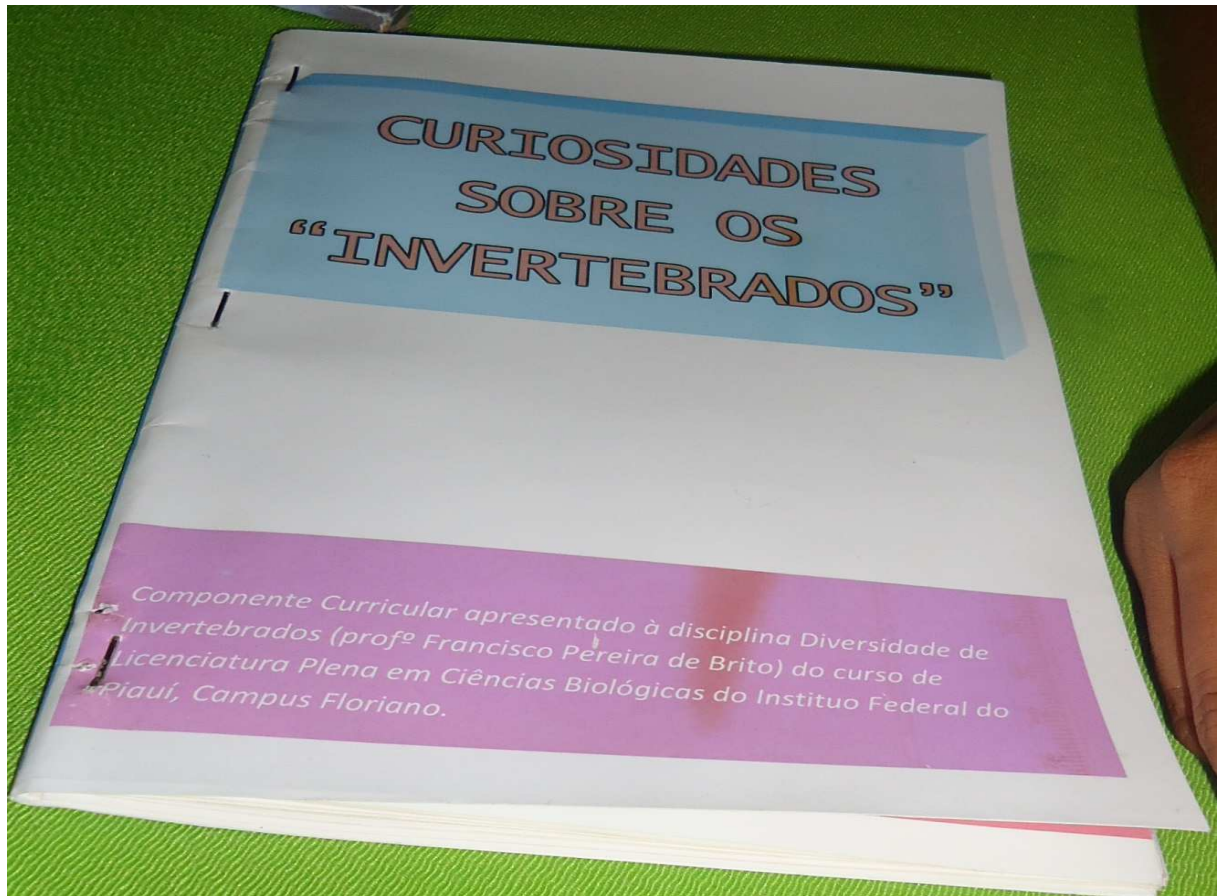 CURIOSIDADES
SOBRE OS
“INVERTEBRADOS”
Componente Curricular apresentado à disciplina Diversidade de
Invertebrados (profº Francisco Pereira de Brito) do curso de
Licenciatura Plena em Ciências Biológicas do Instituo Federal do
Piauí, Campus Floriano.